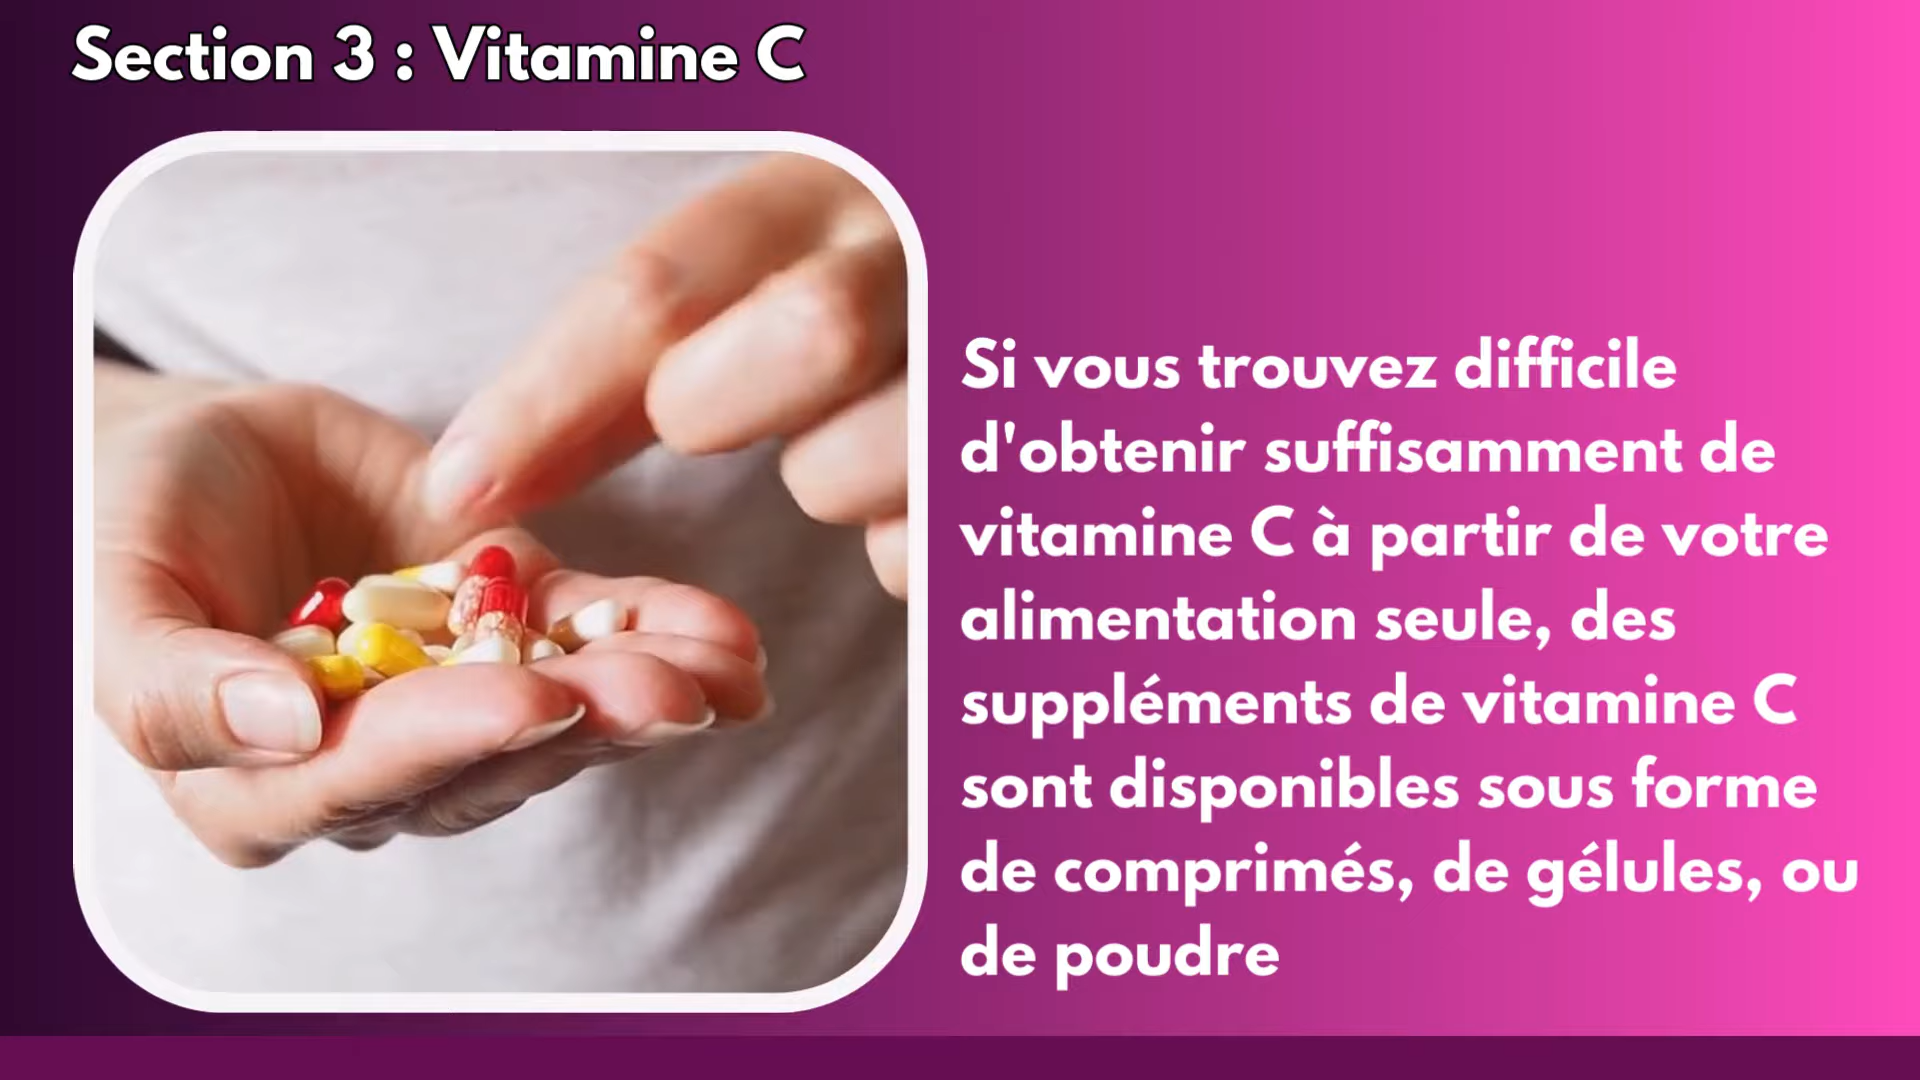 Section 3 : Vitamine C
Si vous trouvez difficile
d'obtenir suffisamment de
vitamine C à partir de votre
alimentation seule, des
suppléments de vitamine C
sont disponibles sous forme
de comprimés, de gélules, ou
de poudre